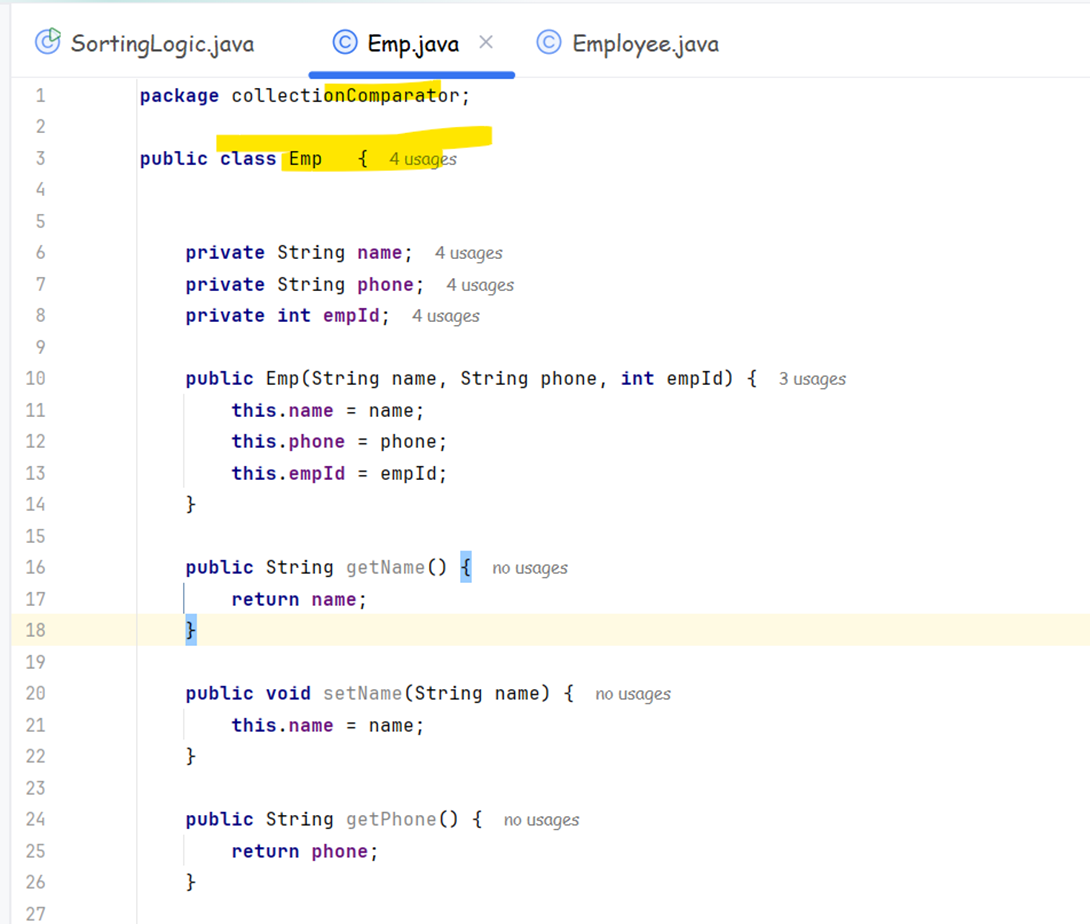 SortingLogic.java Emp.java Employee.java
1 package collectionComparator;
2
3 public class Emp { 4 usages
4
5
6 private String name; 4 usages
7 private String phone; 4 usages
8 private int empId; 4 usages
9
10 public Emp(String name, String phone, int empId) { 3 usages
11 this.name = name;
12 this.phone = phone;
13 this.empId = empId;
14 }
15
16 public String getName() { no usages
17 return name;
18 }
19
20 public void setName(String name) { no usages
21 this.name = name;
22 }
23
24 public String getPhone() { no usages
25 return phone;
26 }
27